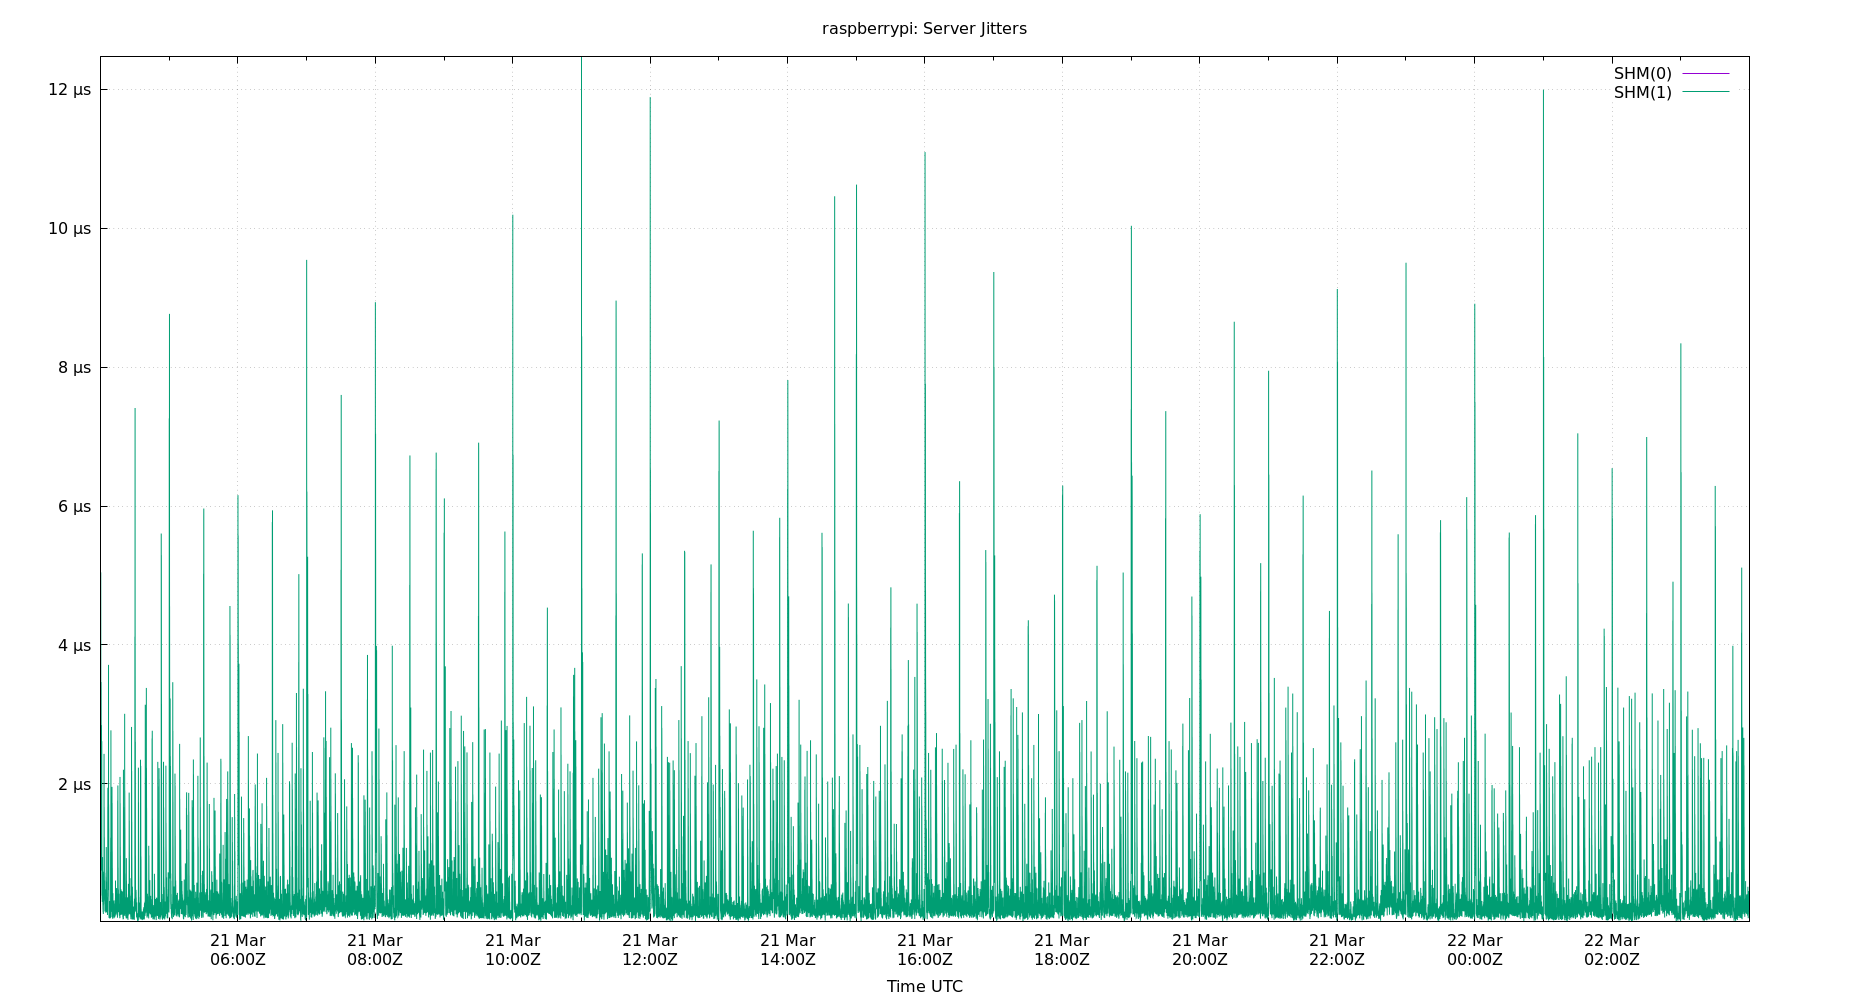 raspberrypi: Server Jitters
SHM(0)
SHM(1)
12 µs
10 µs
8 µs
6 µs
4 µs
2 µs
21 Mar 21 Mar 21 Mar 21 Mar 21 Mar 21 Mar 21 Mar 21 Mar 21 Mar 22 Mar 22 Mar
06:00Z 08:00Z 10:00Z 12:00Z 14:00Z 16:00Z 18:00Z 20:00Z 22:00Z 00:00Z 02:00Z
Time UTC